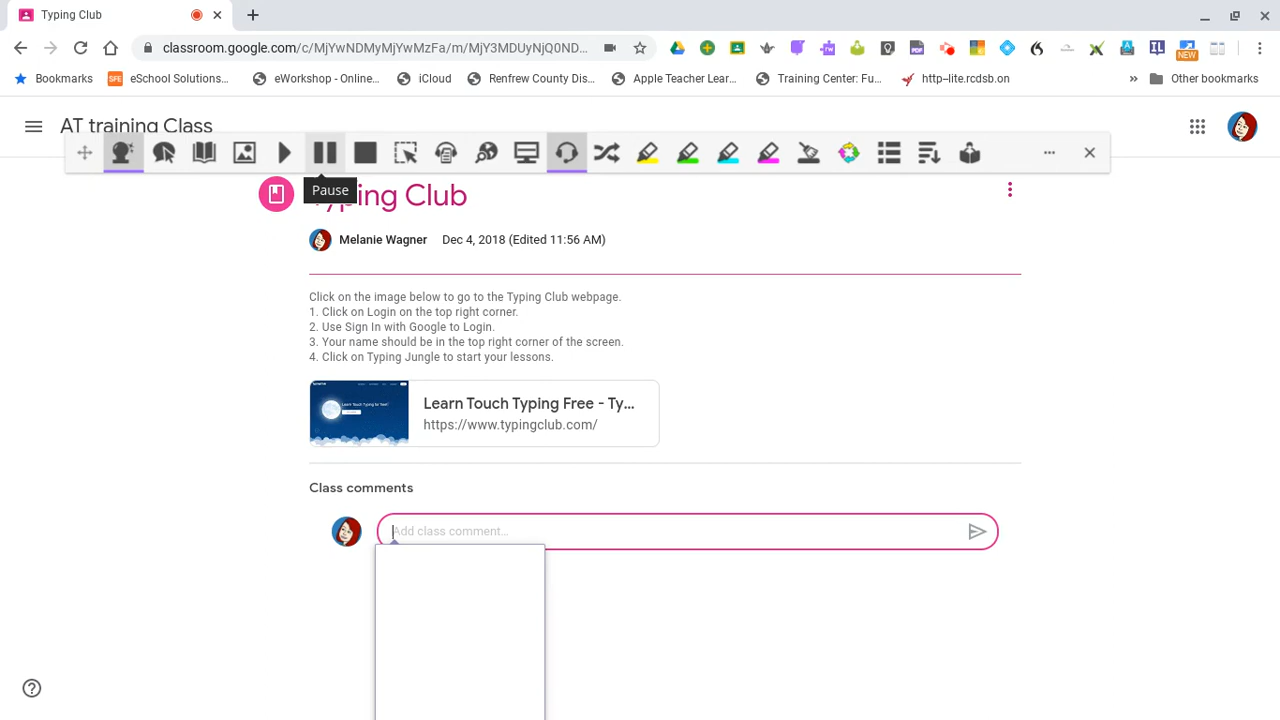 Typing Club
classroom.google.com/c/MjYwNDMyMjYwMzFa/m/MjY3MDUyNjQ0ND...
NEW
Bookmarks
SFE eSchool Solutions...
eWorkshop - Online...
iCloud
Renfrew County Dis...
Apple Teacher Lear...
Training Center: Fu...
http–lite.rcdsb.on
»
Other bookmarks
AT training Class
Pause
Typing Club
Melanie Wagner Dec 4, 2018 (Edited 11:56 AM)
Click on the image below to go to the Typing Club webpage.
1. Click on Login on the top right corner.
2. Use Sign In with Google to Login.
3. Your name should be in the top right corner of the screen.
4. Click on Typing Jungle to start your lessons.
Learn Touch Typing Free - Ty...
https://www.typingclub.com/
Class comments
Add class comment...